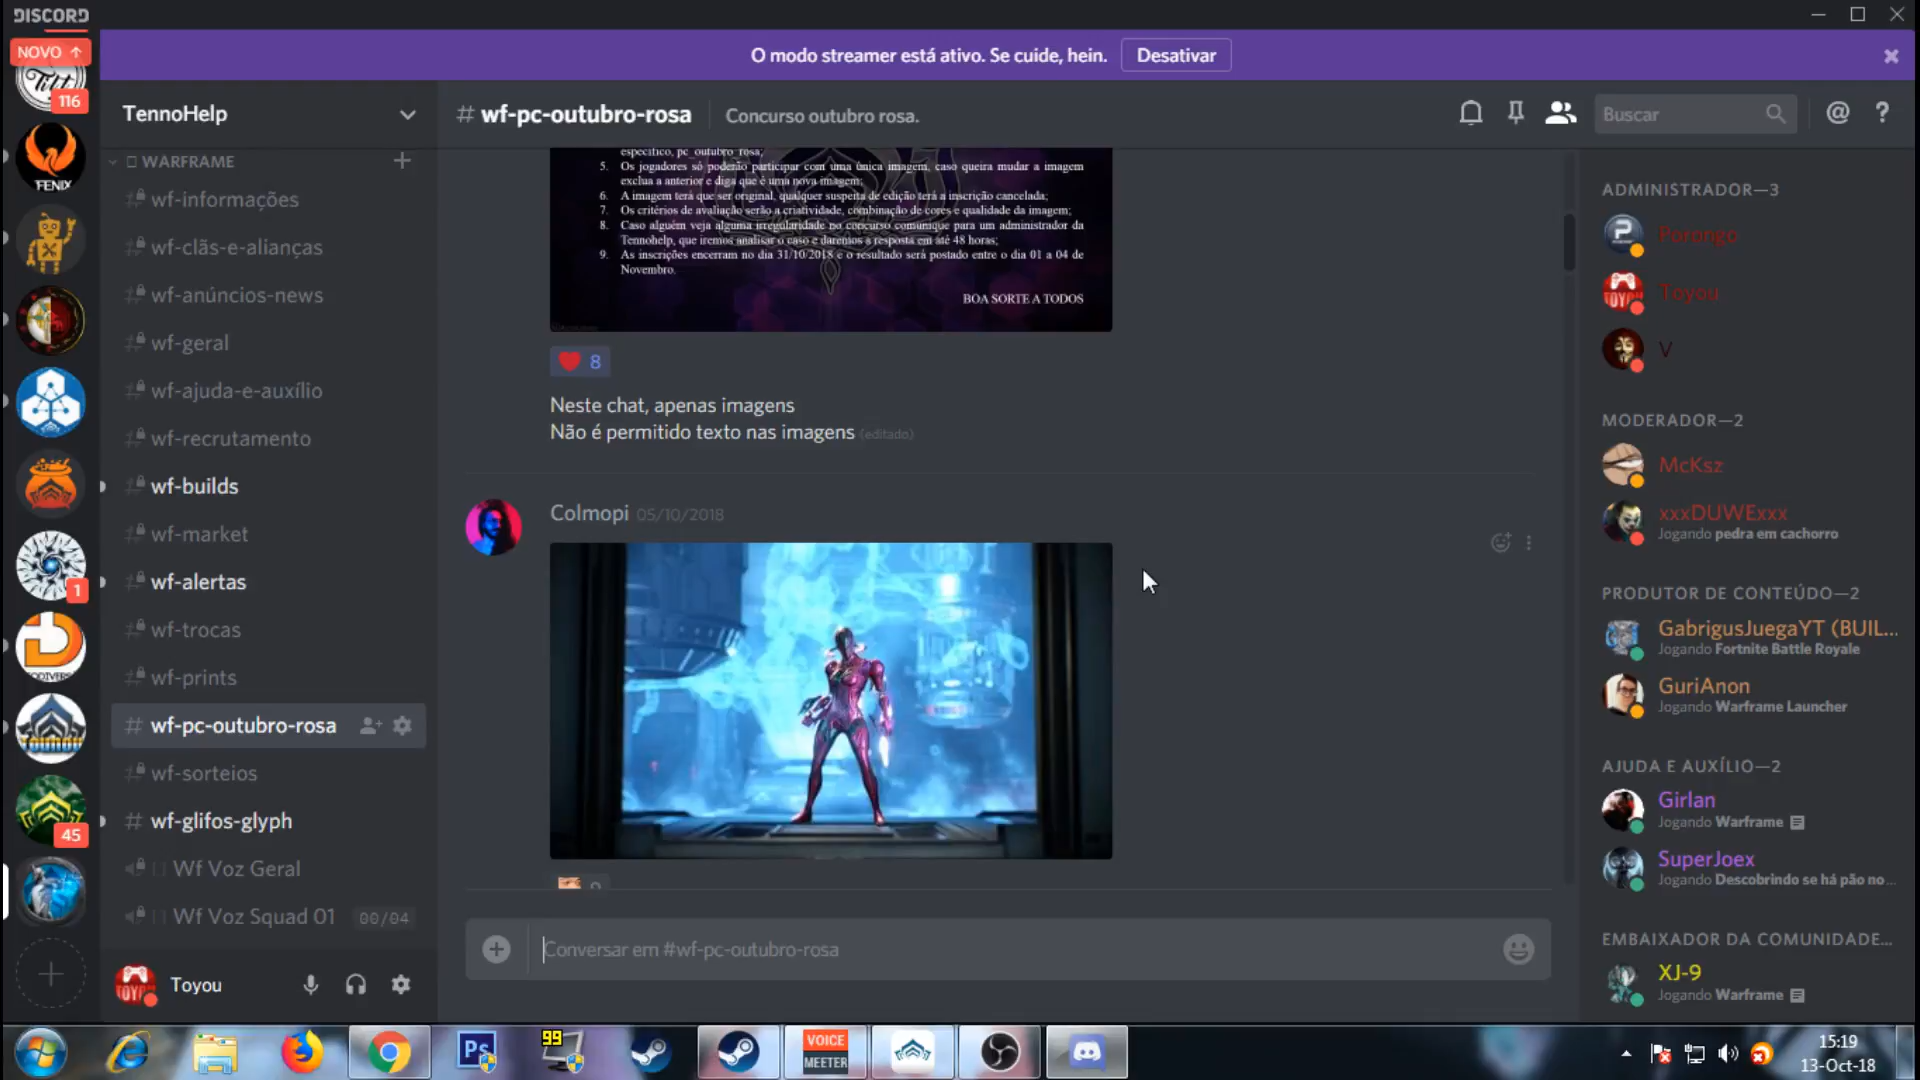 DISCORD
NOVO
116
FENIX
1
45
O modo streamer está ativo. Se cuide, hein.
Desativar
TennoHelp
WARFRAME
wf-informações
wf-clãs-e-alianças
wf-anúncios-news
wf-geral
wf-ajuda-e-auxílio
wf-recrutamento
wf-builds
wf-market
wf-alertas
wf-trocas
wf-prints
# wf-pc-outubro-rosa
wf-sorteios
# wf-glifos-glyph
Wf Voz Geral
Wf Voz Squad 01 00/04
Toyou
# wf-pc-outubro-rosa
Concurso outubro rosa.
Buscar
especifico, pc_outubro_rosa;
5. Os jogadores só poderão participar com uma única imagem, caso queira mudar a imagem
exclua a anterior e diga que é uma nova imagem;
6. A imagem terá que ser original, qualquer suspeita de edição terá a inscrição cancelada;
7. Os critérios de avaliação serão a criatividade, combinação de cores e qualidade da imagem;
8. Caso alguém veja alguma irregularidade no concurso comunique para um administrador da
Tennohelp, que iremos analisar o caso e daremos a resposta em até 48 horas;
9. As inscrições encerram no dia 31/10/2018 e o resultado será postado entre o dia 01 a 04 de
Novembro.
BOA SORTE A TODOS
8
Neste chat, apenas imagens
Não é permitido texto nas imagens (editado)
Colmopi 05/10/2018
Conversar em #wf-pc-outubro-rosa
ADMINISTRADOR—3
Porongo
Toyou
V
MODERADOR—2
McKsz
xxxDUWExxx
Jogando pedra em cachorro
PRODUTOR DE CONTEÚDO—2
GabrigusJuegaYT (BUIL...
Jogando Fortnite Battle Royale
GuriAnon
Jogando Warframe Launcher
AJUDA E AUXÍLIO—2
Girlan
Jogando Warframe
SuperJoex
Jogando Descobrindo se há pão no ...
EMBAIXADOR DA COMUNIDADE...
XJ-9
Jogando Warframe
Ps
99
VOICE
MEETER
15:19
13-Oct-18